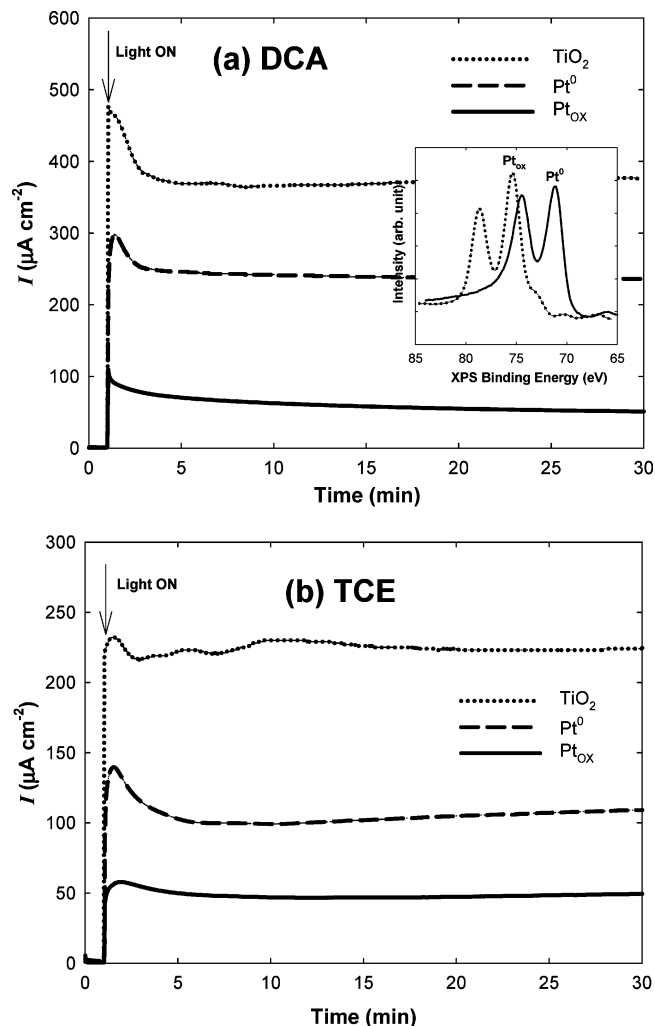 600
500
400
300
200
100
0
I (μA cm⁻²)
Light ON
(a) DCA
TiO₂
Pt⁰
Ptox
Ptox
Pt⁰
Intensity (arb. unit)
85 80 75 71 65
XPS Binding Energy (eV)
0 5 10 15 20 25 30
Time (min)
300
250
200
150
100
50
0
I (μA cm⁻²)
Light ON
(b) TCE
TiO₂
Pt⁰
PtOX
0 5 10 15 20 25 30
Time (min)